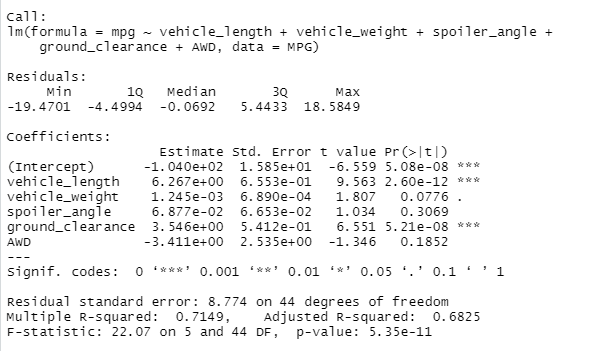 Call:
lm(formula = mpg ~ vehicle_length + vehicle_weight + spoiler_angle +
    ground_clearance + AWD, data = MPG)

Residuals:
     Min       1Q   Median       3Q      Max
-19.4701  -4.4994  -0.0692   5.4433  18.5849

Coefficients:
                   Estimate Std. Error t value Pr(>|t|)
(Intercept)      -1.040e+02  1.585e+01  -6.559 5.08e-08 ***
vehicle_length    6.267e+00  6.553e-01   9.563 2.60e-12 ***
vehicle_weight    1.245e-03  6.890e-04   1.807   0.0776 .
spoiler_angle     6.877e-02  6.653e-02   1.034   0.3069
ground_clearance  3.546e+00  5.412e-01   6.551 5.21e-08 ***
AWD              -3.411e+00  2.535e+00  -1.346   0.1852
---
Signif. codes:  0 ‘***’ 0.001 ‘**’ 0.01 ‘*’ 0.05 ‘.’ 0.1 ‘ ’ 1

Residual standard error: 8.774 on 44 degrees of freedom
Multiple R-squared:  0.7149,	Adjusted R-squared:  0.6825
F-statistic: 22.07 on 5 and 44 DF,  p-value: 5.35e-11